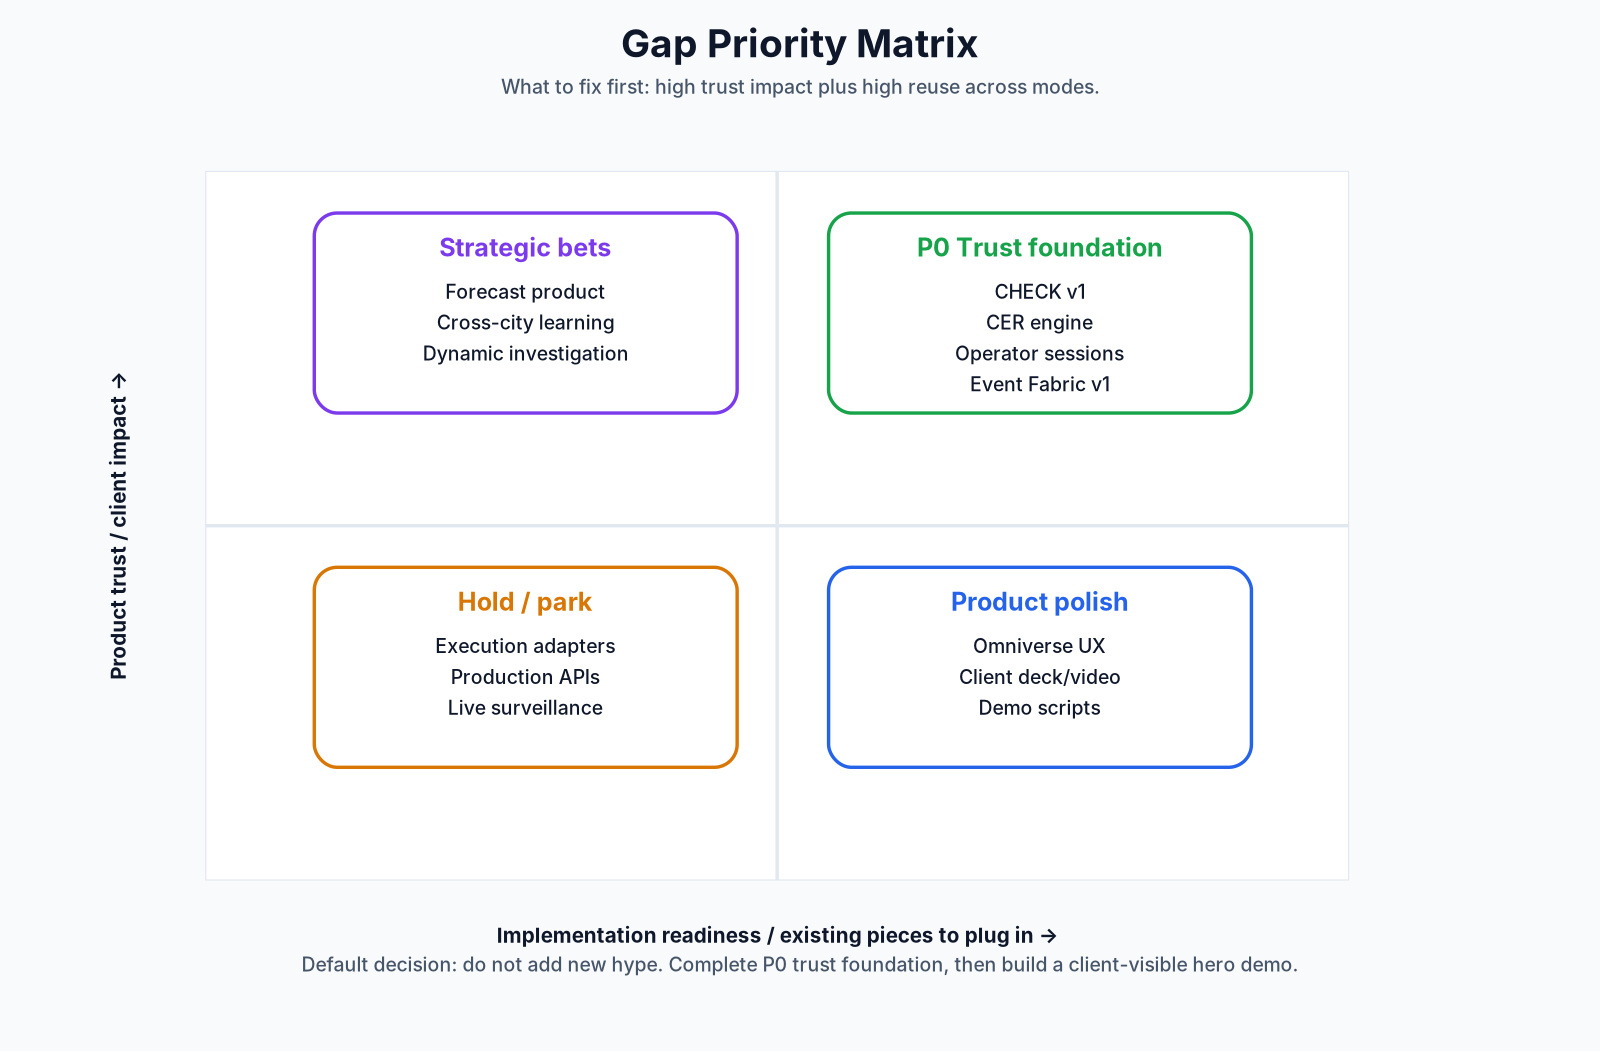 Gap Priority Matrix
What to fix first: high trust impact plus high reuse across modes.
Product trust / client impact →
Strategic bets
Forecast product
Cross-city learning
Dynamic investigation
P0 Trust foundation
CHECK v1
CER engine
Operator sessions
Event Fabric v1
Hold / park
Execution adapters
Production APIs
Live surveillance
Product polish
Omniverse UX
Client deck/video
Demo scripts
Implementation readiness / existing pieces to plug in →
Default decision: do not add new hype. Complete P0 trust foundation, then build a client-visible hero demo.